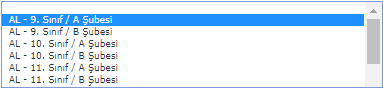 AL - 9. Sınıf / A Şubesi
AL - 9. Sınıf / B Şubesi
AL - 10. Sınıf / A Şubesi
AL - 10. Sınıf / B Şubesi
AL - 11. Sınıf / A Şubesi
AL - 11. Sınıf / B Şubesi